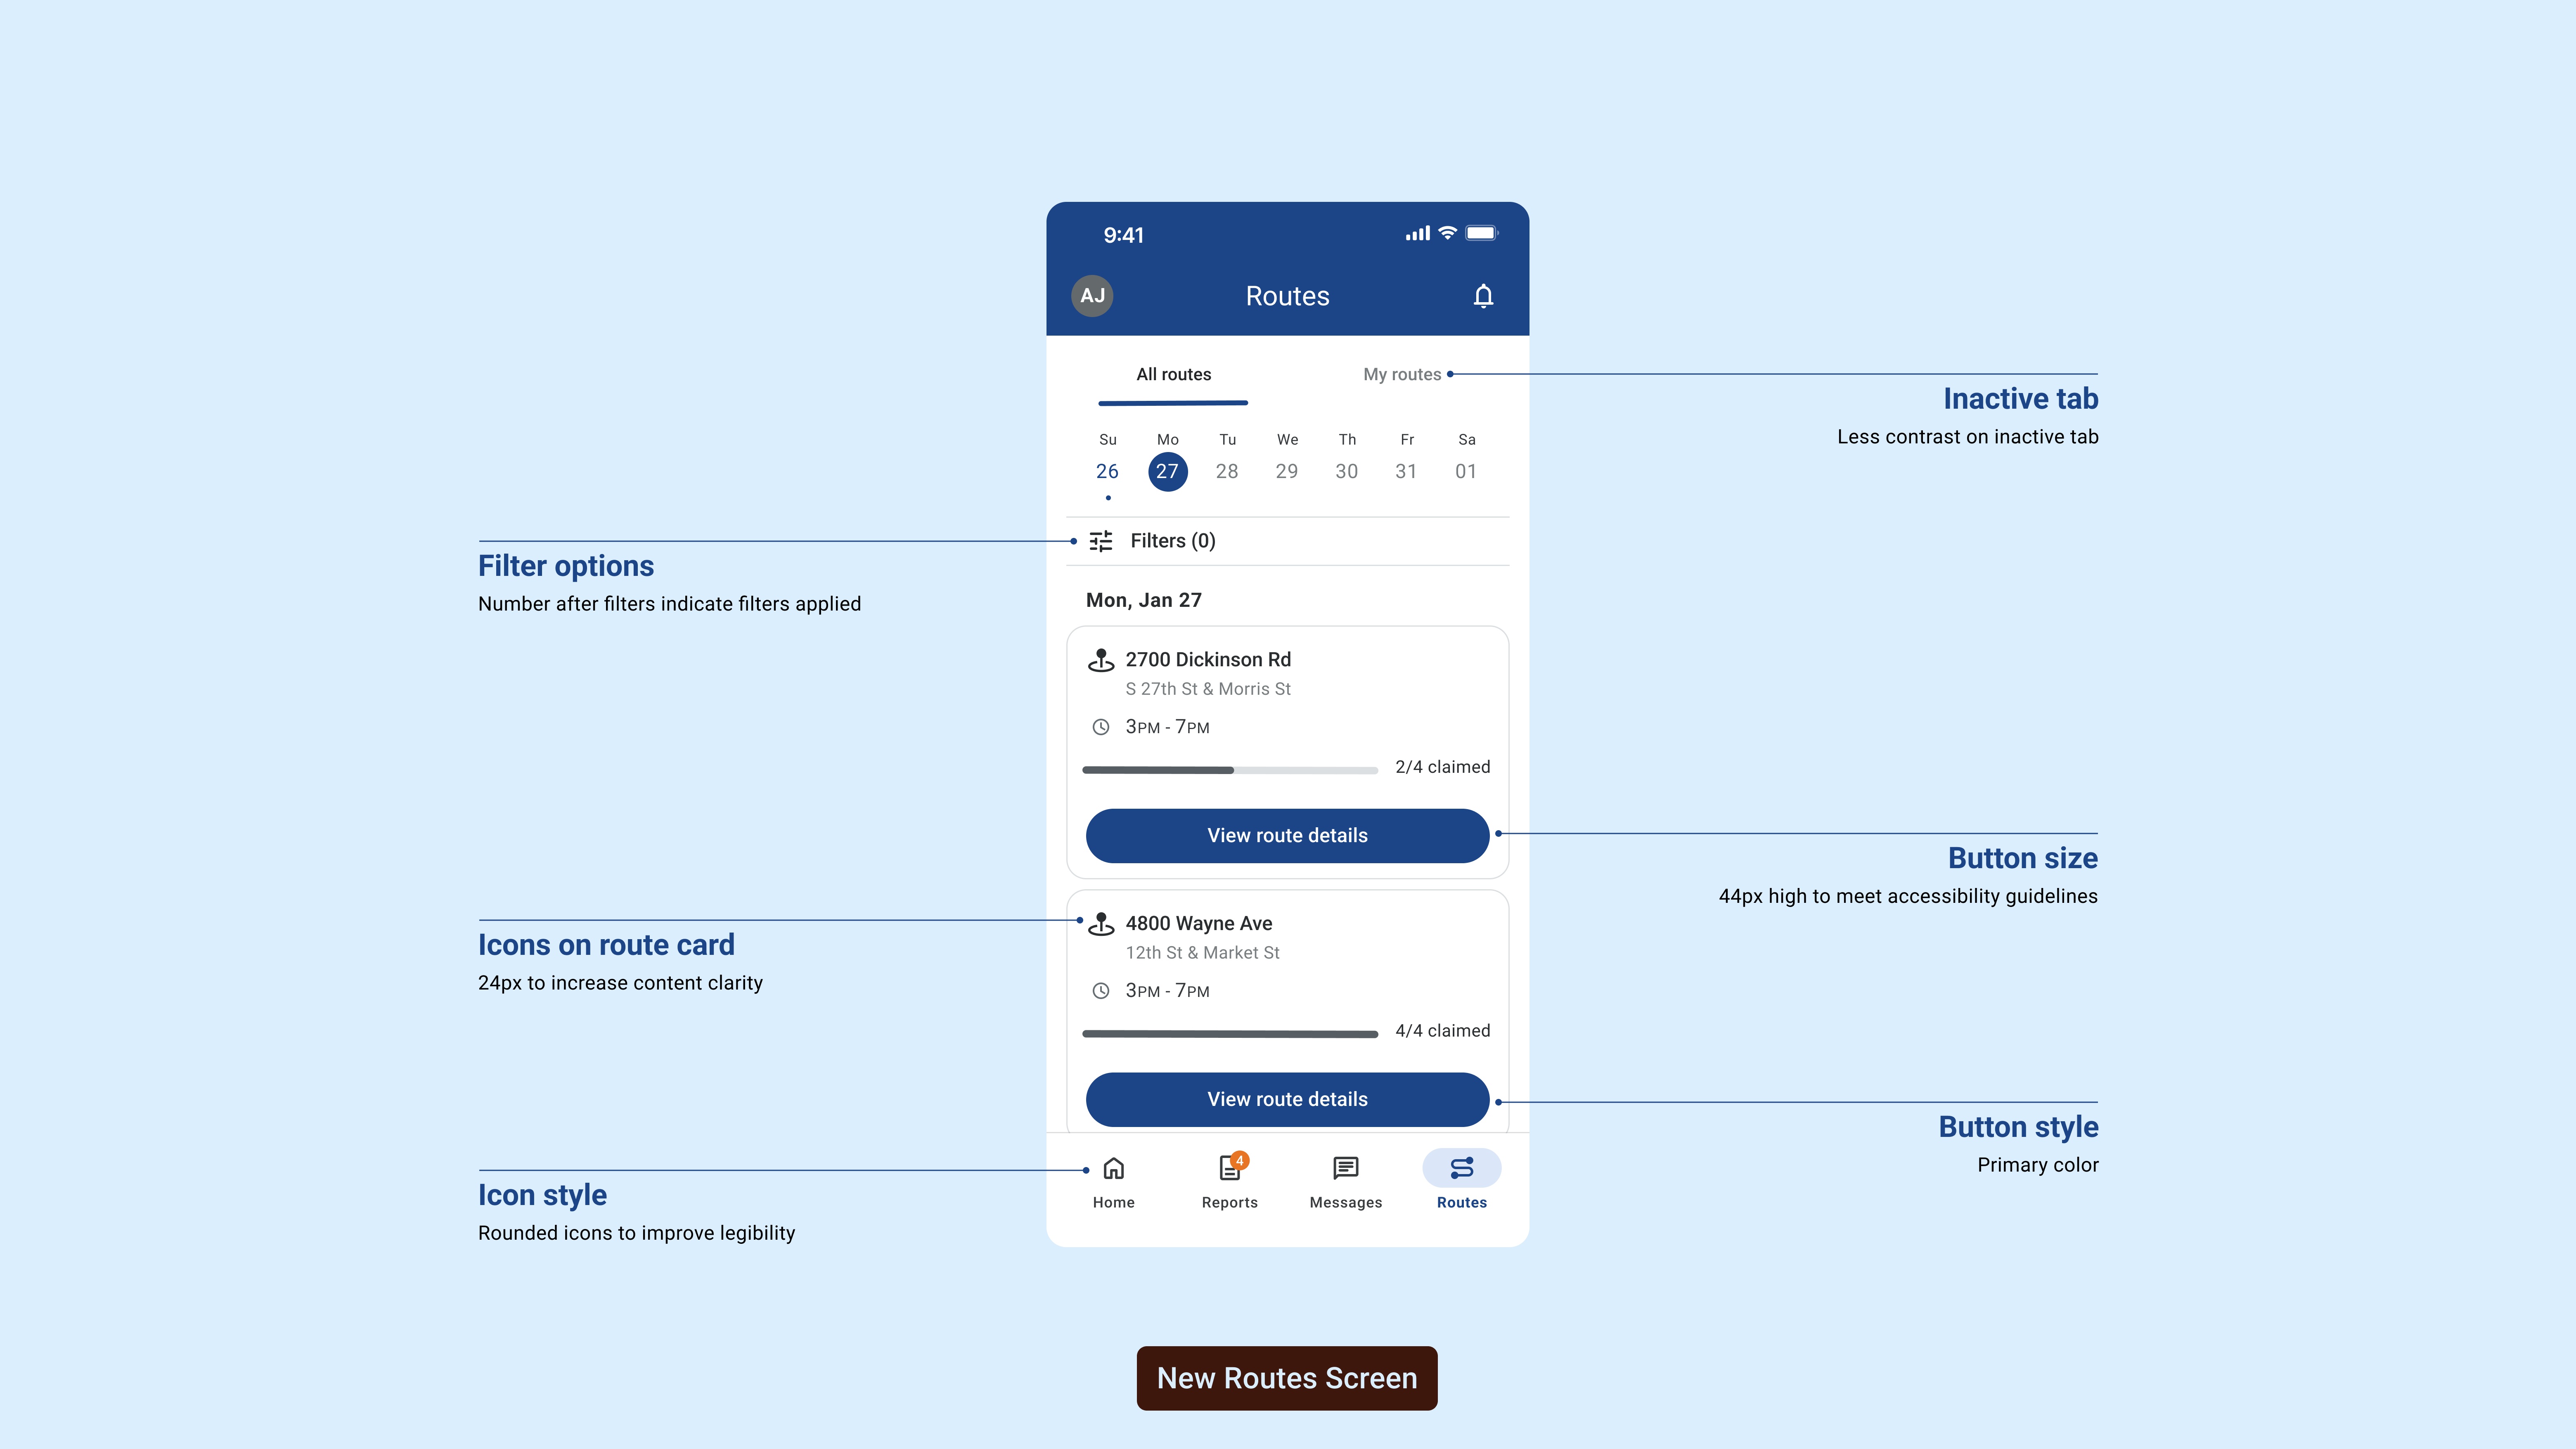 9:41
AJ
Routes
All routes
My routes
Inactive tab
Less contrast on inactive tab
Su Mo Tu We Th Fr Sa
26 27 28 29 30 31 01
Filters (0)
Filter options
Number after filters indicate filters applied
Mon, Jan 27
2700 Dickinson Rd
S 27th St & Morris St
3PM - 7PM
2/4 claimed
View route details
Button size
44px high to meet accessibility guidelines
4800 Wayne Ave
12th St & Market St
Icons on route card
24px to increase content clarity
3PM - 7PM
4/4 claimed
View route details
Button style
Primary color
4
Home
Reports
Messages
Routes
Icon style
Rounded icons to improve legibility
New Routes Screen